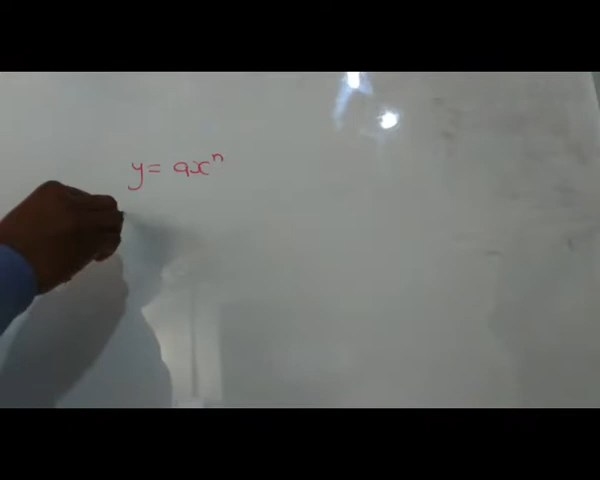 y = ax^n